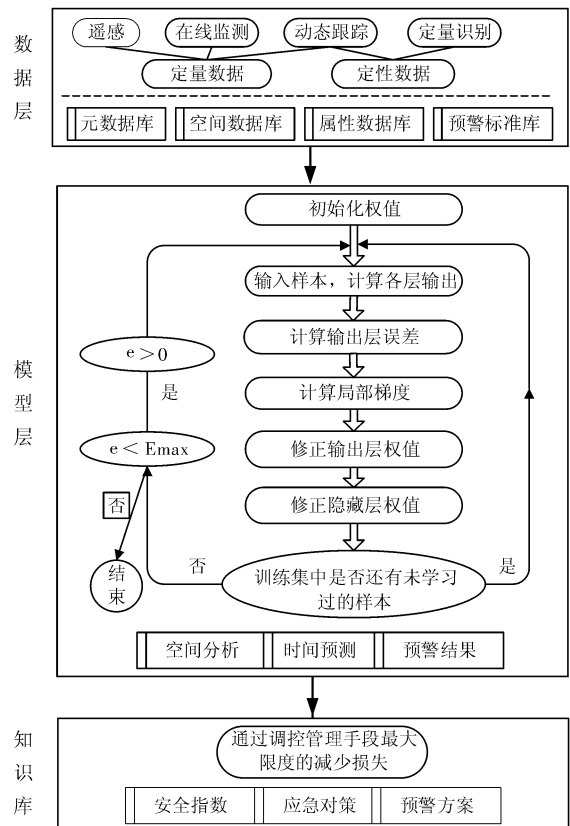 数据层
遥感
在线监测
动态跟踪
定量识别
定量数据
定性数据
元数据库
空间数据库
属性数据库
预警标准库
模型层
初始化权值
输入样本，计算各层输出
计算输出层误差
e＞0
计算局部梯度
是
修正输出层权值
e＜Emax
修正隐藏层权值
否
否
是
训练集中是否还有未学习
过的样本
结
束
空间分析
时间预测
预警结果
知识库
通过调控管理手段最大
限度的减少损失
安全指数
应急对策
预警方案